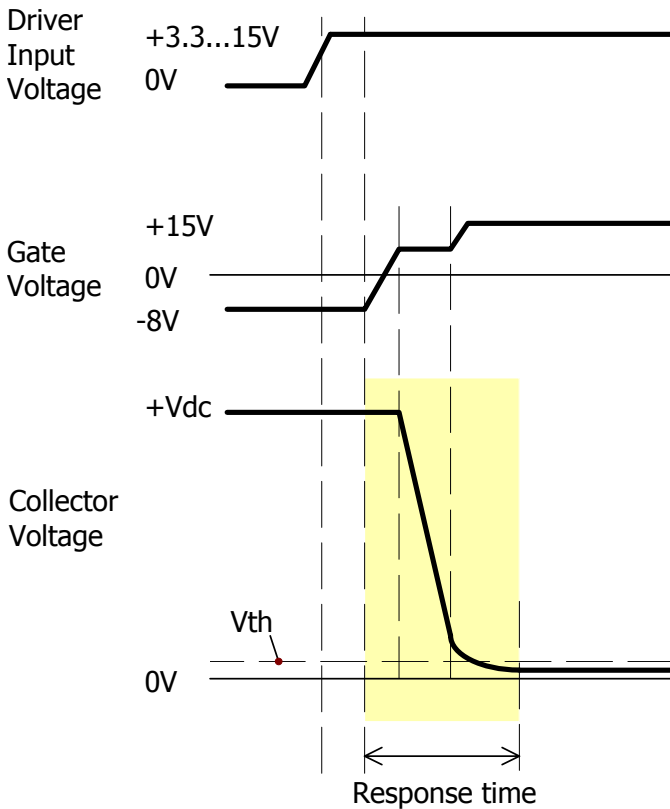 Driver
Input
Voltage
+3.3...15V
0V
Gate
Voltage
+15V
0V
-8V
Collector
Voltage
+Vdc
Vth
0V
Response time